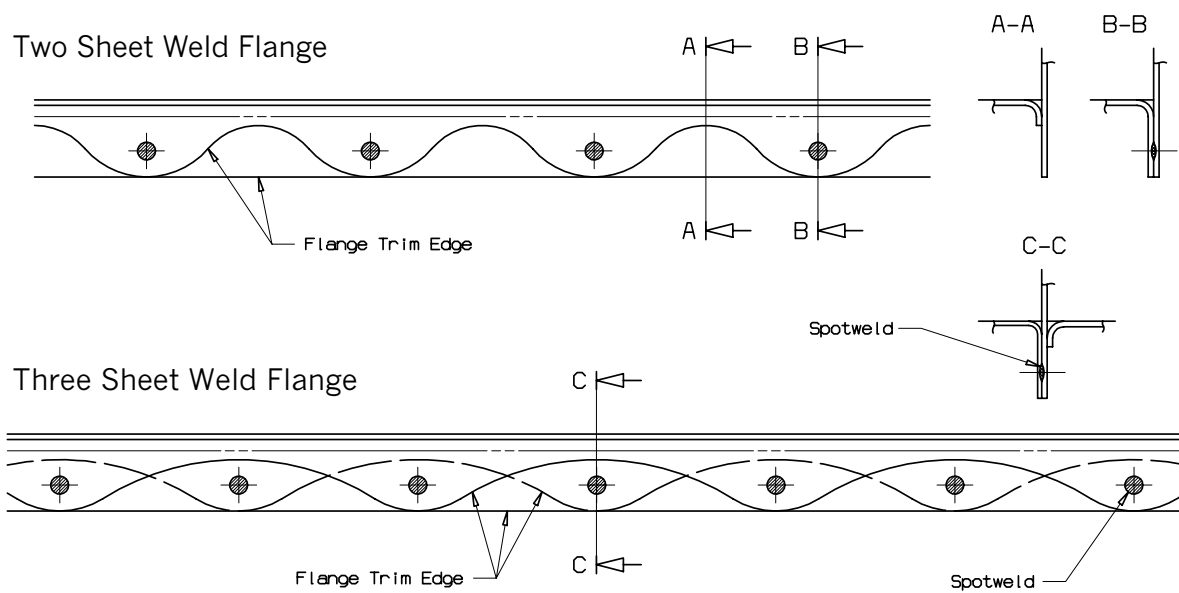 Two Sheet Weld Flange
A
B
A-A
B-B
A
B
Flange Trim Edge
C-C
Spotweld
Three Sheet Weld Flange
C
C
Flange Trim Edge
Spotweld